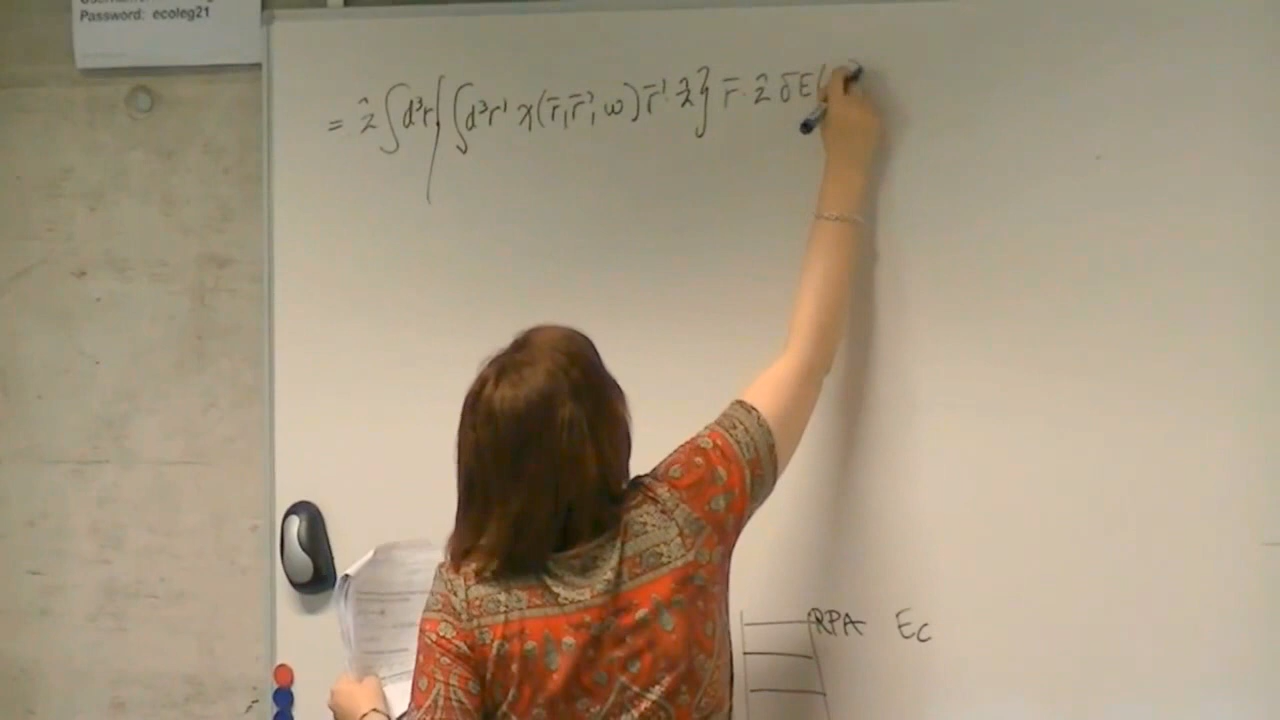 Password: ecoleg21
= ẑ ∫ d³r { ∫ d³r' χ(r̄, r̄', ω) r̄' · ẑ } r̄ · ẑ δE(
RPA Ec